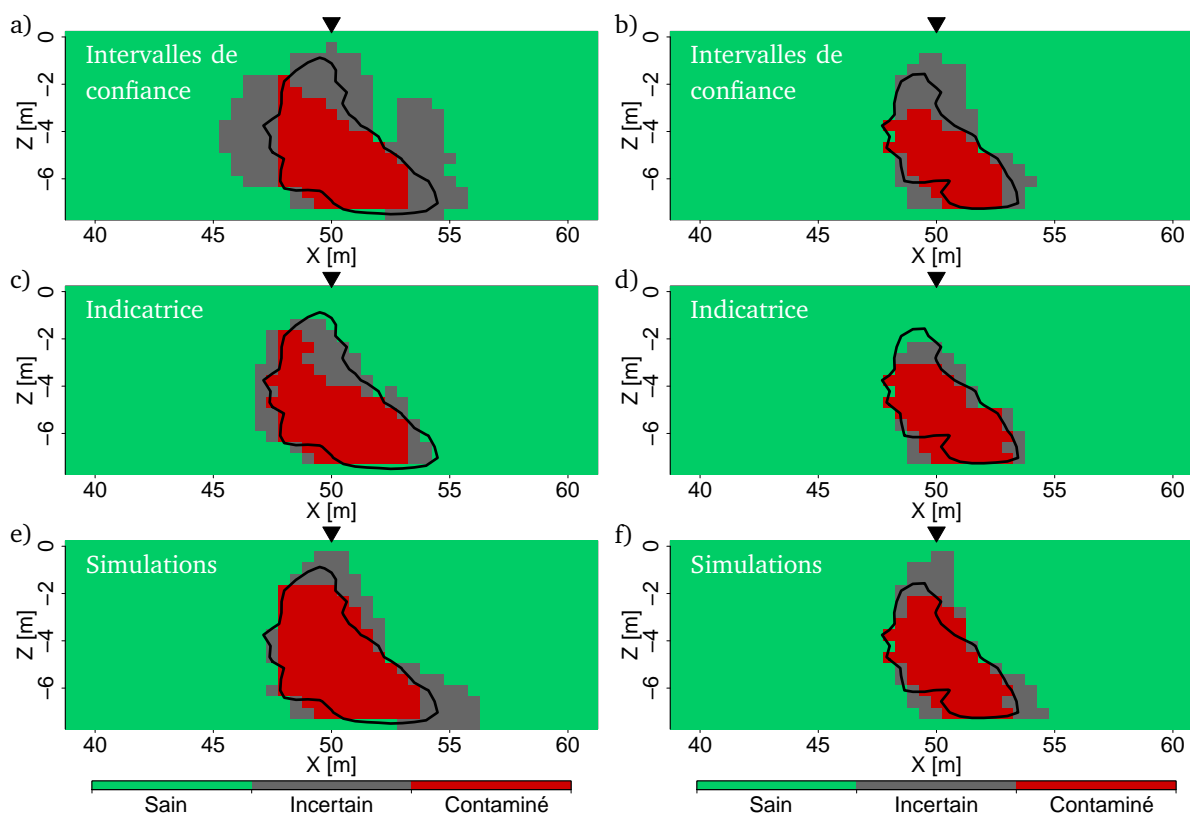 a)
Intervalles de
confiance
0
−2
−4
−6
Z [m]
40
45
50
55
60
X [m]
b)
Intervalles de
confiance
0
−2
−4
−6
Z [m]
40
45
50
55
60
X [m]
c)
Indicatrice
0
−2
−4
−6
Z [m]
40
45
50
55
60
X [m]
d)
Indicatrice
0
−2
−4
−6
Z [m]
40
45
50
55
60
X [m]
e)
Simulations
0
−2
−4
−6
Z [m]
40
45
50
55
60
X [m]
f)
Simulations
0
−2
−4
−6
Z [m]
40
45
50
55
60
X [m]
Sain
Incertain
Contaminé
Sain
Incertain
Contaminé